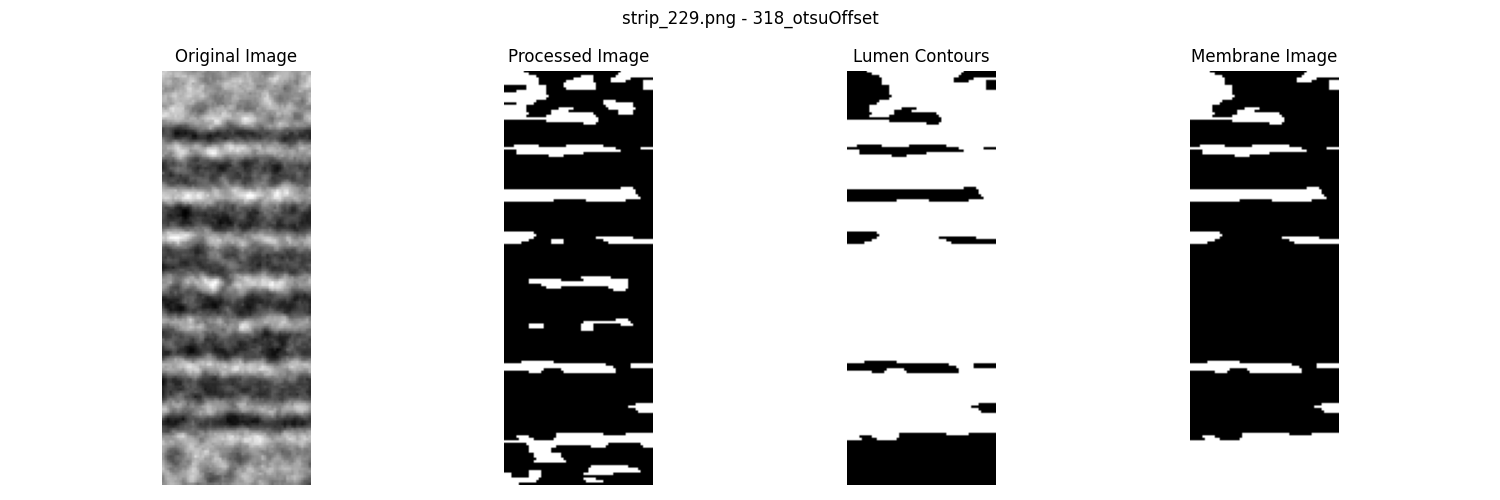 strip_229.png - 318_otsuOffset
Original Image
Processed Image
Lumen Contours
Membrane Image